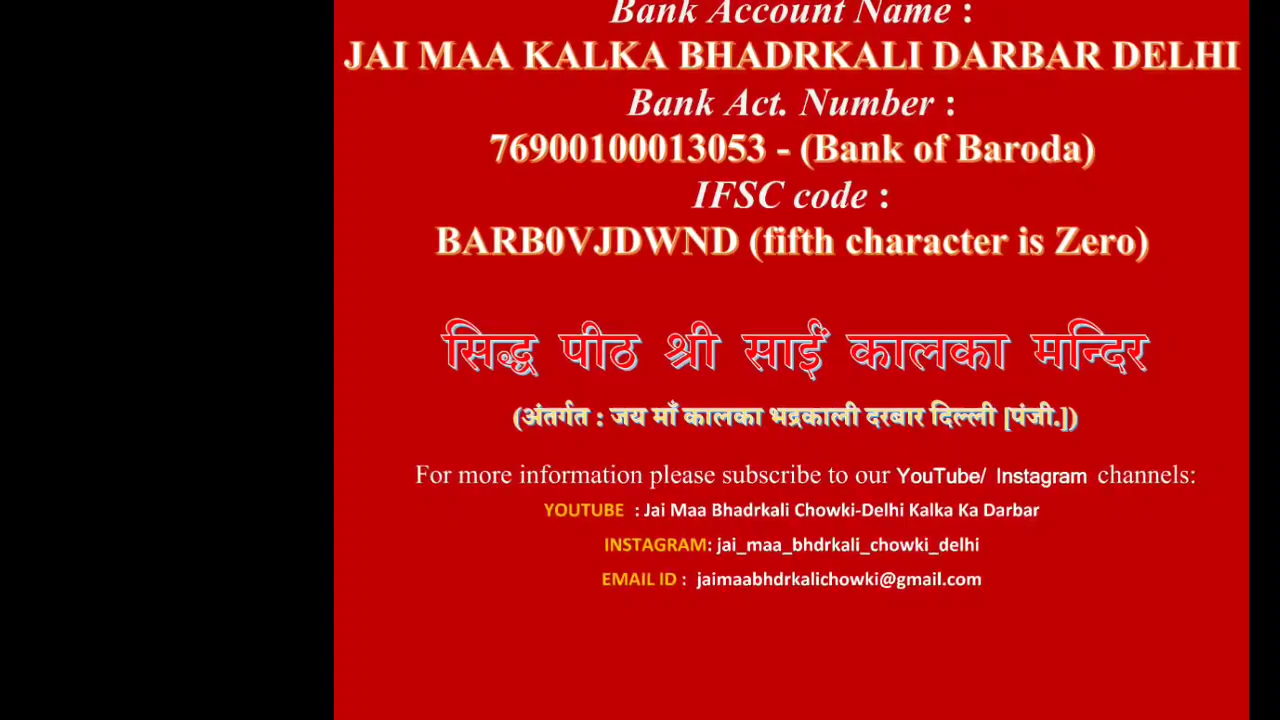 Bank Account Name :
JAI MAA KALKA BHADRKALI DARBAR DELHI
Bank Act. Number :
76900100013053 - (Bank of Baroda)
IFSC code :
BARB0VJDWND (fifth character is Zero)
सिद्ध पीठ श्री साईं कालका मन्दिर
(अंतर्गत : जय माँ कालका भद्रकाली दरबार दिल्ली [पंजी.])
For more information please subscribe to our YouTube/ Instagram channels:
YOUTUBE : Jai Maa Bhadrkali Chowki-Delhi Kalka Ka Darbar
INSTAGRAM: jai_maa_bhdrkali_chowki_delhi
EMAIL ID : jaimaabhdrkalichowki@gmail.com